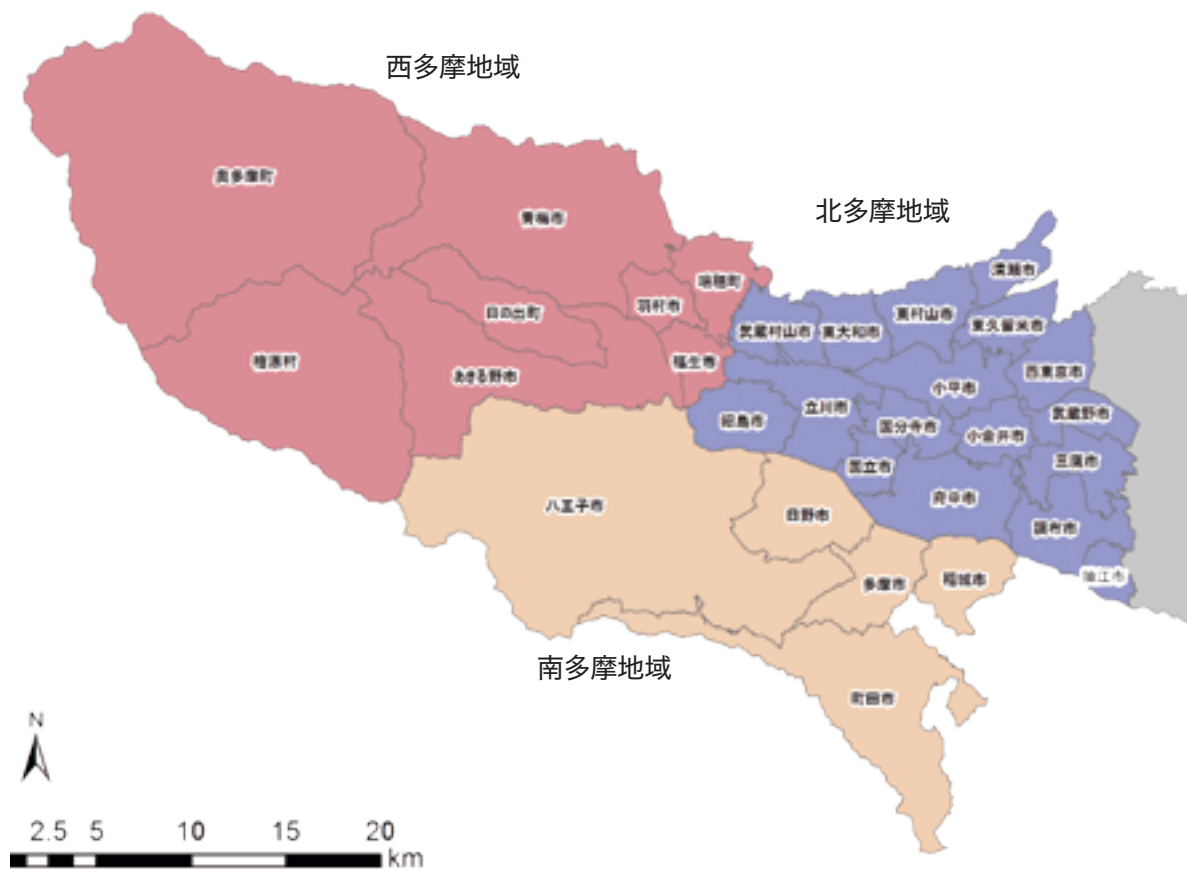 西多摩地域
北多摩地域
奥多摩町
青梅市
瑞穂町
羽村市
日の出町
檜原村
あきる野市
福生市
清瀬市
東村山市
東久留米市
武蔵村山市
東大和市
西東京市
小平市
武蔵野市
昭島市
立川市
国分寺市
小金井市
三鷹市
国立市
府中市
調布市
狛江市
八王子市
日野市
多摩市
稲城市
南多摩地域
町田市
N
2.5 5 10 15 20
km